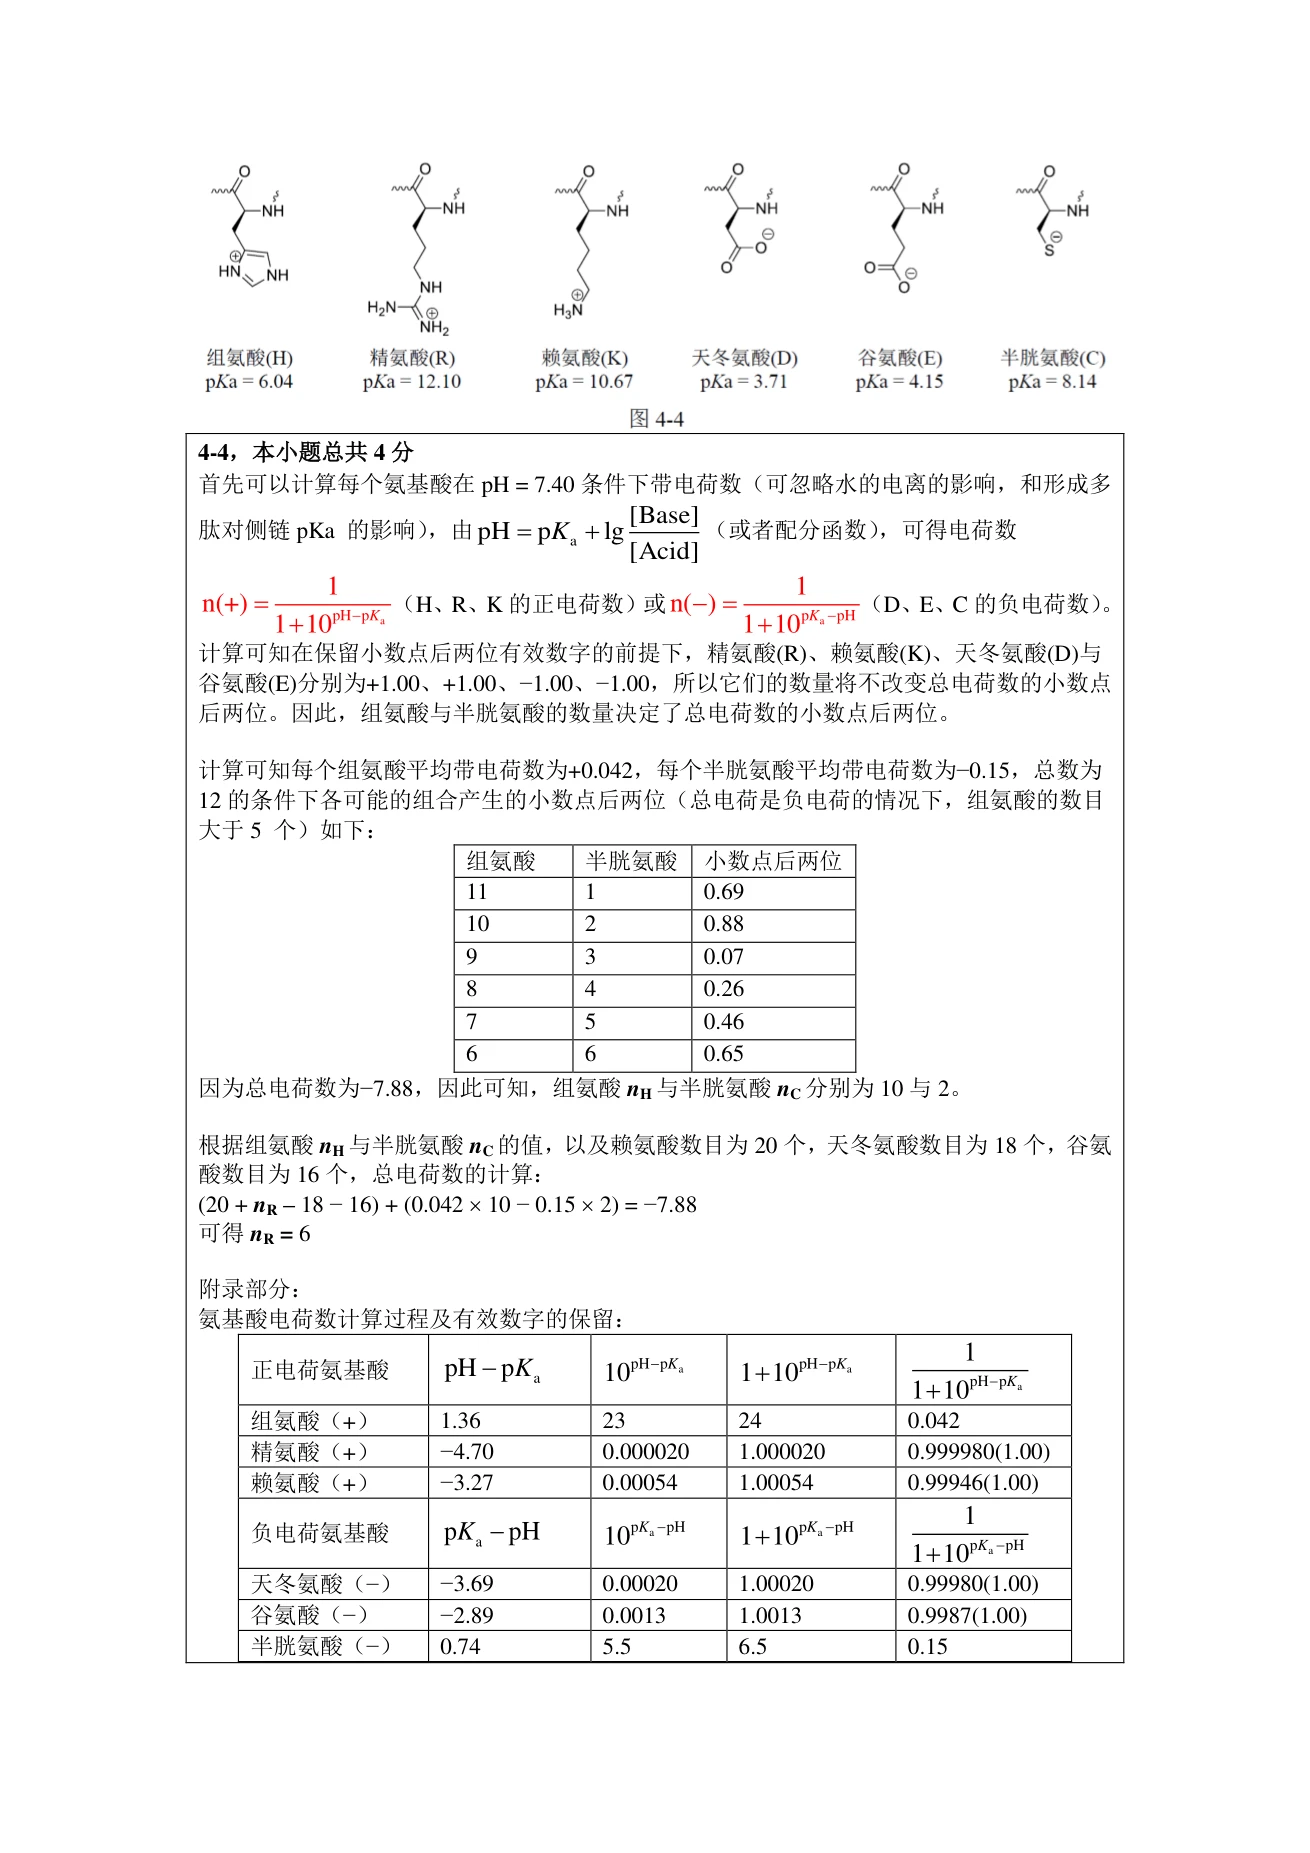 O O O O O O
NH NH NH NH NH NH
HN NH NH O⊖ O ⊖ S⊖
O O
H₂N ⊕ NH₂ H₃N⊕
组氨酸(H) 精氨酸(R) 赖氨酸(K) 天冬氨酸(D) 谷氨酸(E) 半胱氨酸(C)
pKa = 6.04 pKa = 12.10 pKa = 10.67 pKa = 3.71 pKa = 4.15 pKa = 8.14
图 4-4
4-4，本小题总共 4 分
首先可以计算每个氨基酸在 pH = 7.40 条件下带电荷数（可忽略水的电离的影响，和形成多
肽对侧链 pKa 的影响），由 pH = pKₐ + lg [Base]/[Acid]（或者配分函数），可得电荷数
n(+) = 1/(1+10^(pH−pKₐ))（H、R、K 的正电荷数）或 n(−) = 1/(1+10^(pKₐ−pH))（D、E、C 的负电荷数）。
计算可知在保留小数点后两位有效数字的前提下，精氨酸(R)、赖氨酸(K)、天冬氨酸(D)与
谷氨酸(E)分别为+1.00、+1.00、−1.00、−1.00，所以它们的数量将不改变总电荷数的小数点
后两位。因此，组氨酸与半胱氨酸的数量决定了总电荷数的小数点后两位。
计算可知每个组氨酸平均带电荷数为+0.042，每个半胱氨酸平均带电荷数为−0.15，总数为
12 的条件下各可能的组合产生的小数点后两位（总电荷是负电荷的情况下，组氨酸的数目
大于 5 个）如下：
组氨酸 半胱氨酸 小数点后两位
11 1 0.69
10 2 0.88
9 3 0.07
8 4 0.26
7 5 0.46
6 6 0.65
因为总电荷数为−7.88，因此可知，组氨酸 nH 与半胱氨酸 nC 分别为 10 与 2。
根据组氨酸 nH 与半胱氨酸 nC 的值，以及赖氨酸数目为 20 个，天冬氨酸数目为 18 个，谷氨
酸数目为 16 个，总电荷数的计算：
(20 + nR – 18 − 16) + (0.042 × 10 − 0.15 × 2) = −7.88
可得 nR = 6
附录部分：
氨基酸电荷数计算过程及有效数字的保留：
正电荷氨基酸 pH − pKₐ 10^(pH−pKₐ) 1+10^(pH−pKₐ) 1/(1+10^(pH−pKₐ))
组氨酸（+） 1.36 23 24 0.042
精氨酸（+） −4.70 0.000020 1.000020 0.999980(1.00)
赖氨酸（+） −3.27 0.00054 1.00054 0.99946(1.00)
负电荷氨基酸 pKₐ − pH 10^(pKₐ−pH) 1+10^(pKₐ−pH) 1/(1+10^(pKₐ−pH))
天冬氨酸（−） −3.69 0.00020 1.00020 0.99980(1.00)
谷氨酸（−） −2.89 0.0013 1.0013 0.9987(1.00)
半胱氨酸（−） 0.74 5.5 6.5 0.15